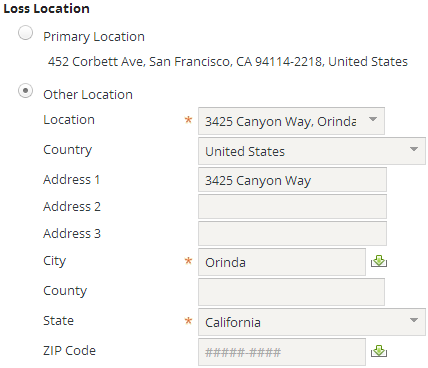 Loss Location
Primary Location
452 Corbett Ave, San Francisco, CA 94114-2218, United States
Other Location
Location * 3425 Canyon Way, Orinda
Country United States
Address 1 3425 Canyon Way
Address 2
Address 3
City * Orinda
County
State * California
ZIP Code #####-####